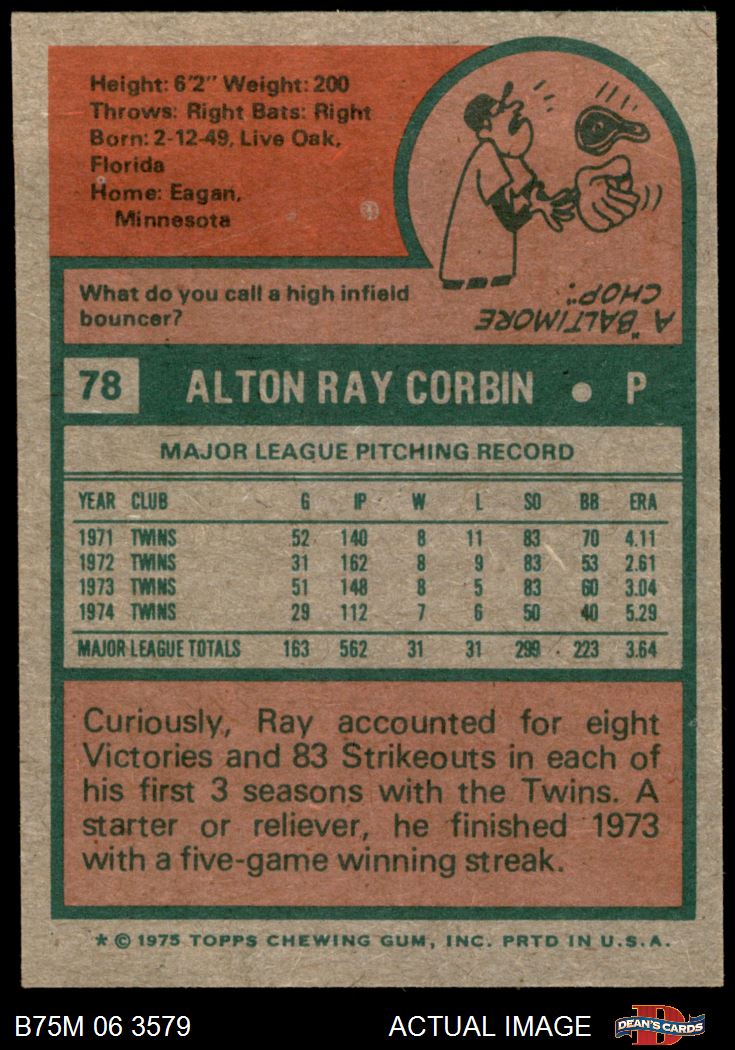 Height: 6'2" Weight: 200
Throws: Right Bats: Right
Born: 2-12-49, Live Oak,
Florida
Home: Eagan,
Minnesota
What do you call a high infield
bouncer?
A "BALTIMORE
CHOP."
78 ALTON RAY CORBIN • P
MAJOR LEAGUE PITCHING RECORD
YEAR CLUB G IP W L SO BB ERA
1971 TWINS 52 140 8 11 83 70 4.11
1972 TWINS 31 162 8 9 83 53 2.61
1973 TWINS 51 148 8 5 83 60 3.04
1974 TWINS 29 112 7 6 50 40 5.29
MAJOR LEAGUE TOTALS 163 562 31 31 299 223 3.64
Curiously, Ray accounted for eight
Victories and 83 Strikeouts in each of
his first 3 seasons with the Twins. A
starter or reliever, he finished 1973
with a five-game winning streak.
* © 1975 TOPPS CHEWING GUM, INC. PRTD IN U.S.A.
B75M 06 3579 ACTUAL IMAGE DEAN'S CARDS